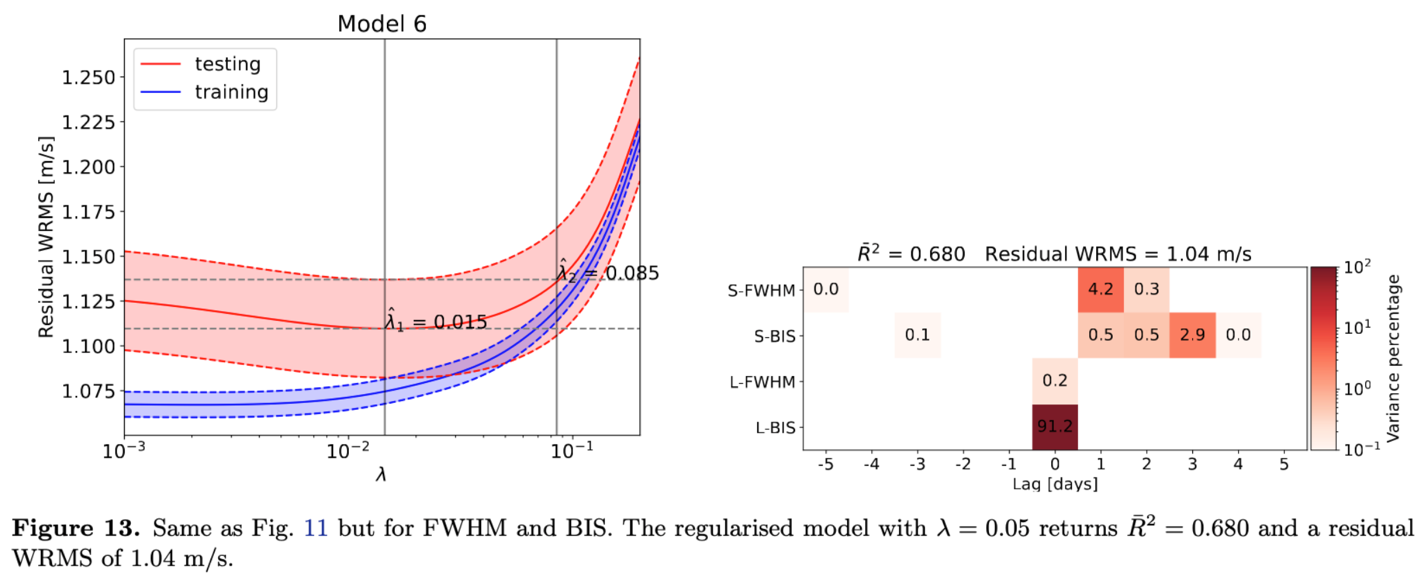 Model 6
testing
training
Residual WRMS [m/s]
1.250
1.225
1.200
1.175
1.150
1.125
1.100
1.075
λ̂₂ = 0.085
λ̂₁ = 0.015
10⁻³ 10⁻² 10⁻¹
λ
R̄² = 0.680 Residual WRMS = 1.04 m/s
S-FWHM 0.0 4.2 0.3
S-BIS 0.1 0.5 0.5 2.9 0.0
L-FWHM 0.2
L-BIS 91.2
-5 -4 -3 -2 -1 0 1 2 3 4 5
Lag [days]
10²
10¹
10⁰
10⁻¹
Variance percentage
Figure 13. Same as Fig. 11 but for FWHM and BIS. The regularised model with λ = 0.05 returns R̄² = 0.680 and a residual
WRMS of 1.04 m/s.